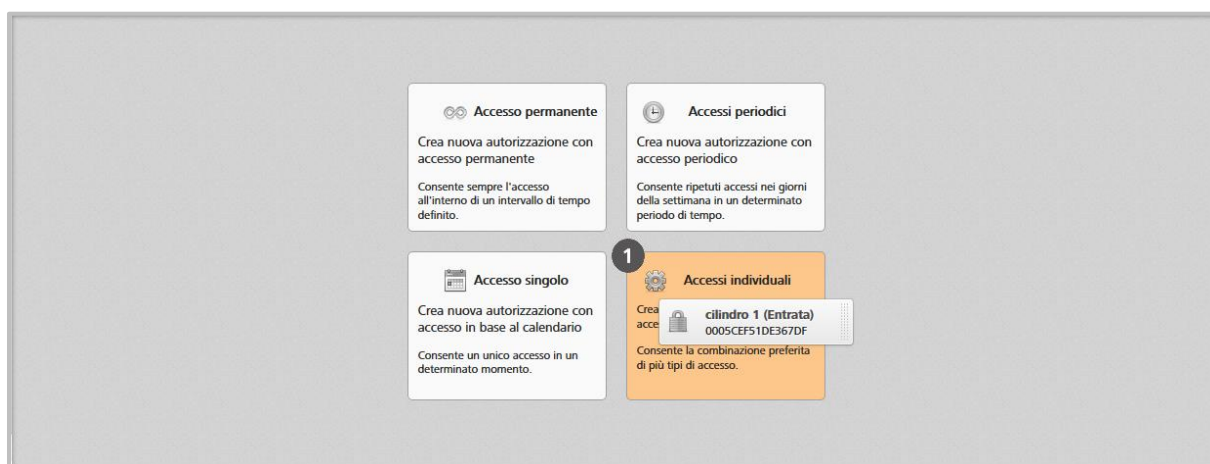 Accesso permanente
Crea nuova autorizzazione con
accesso permanente
Consente sempre l'accesso
all'interno di un intervallo di tempo
definito.
Accessi periodici
Crea nuova autorizzazione con
accesso periodico
Consente ripetuti accessi nei giorni
della settimana in un determinato
periodo di tempo.
Accesso singolo
Crea nuova autorizzazione con
accesso in base al calendario
Consente un unico accesso in un
determinato momento.
1
Accessi individuali
Crea
acce
cilindro 1 (Entrata)
0005CEF51DE367DF
Consente la combinazione preferita
di più tipi di accesso.